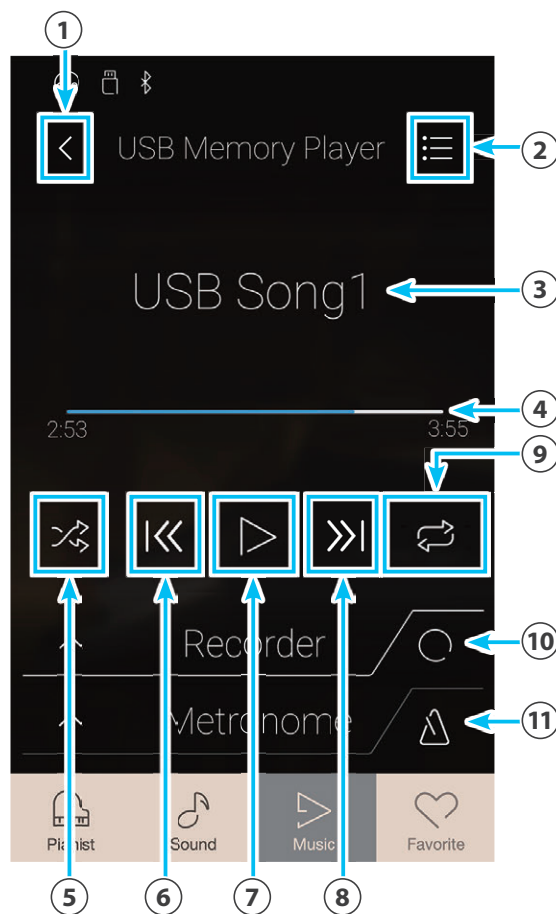 1
USB Memory Player
2
USB Song1
3
4
2:53 3:55
9
Recorder
10
Metronome
11
Pianist Sound Music Favorite
5 6 7 8